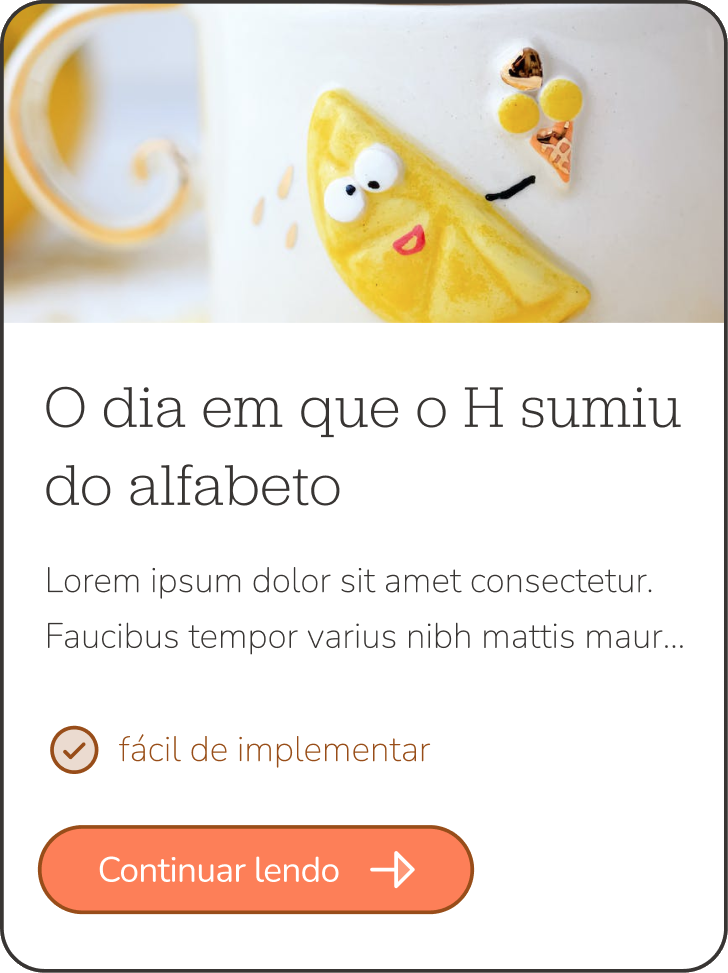 O dia em que o H sumiu
do alfabeto
Lorem ipsum dolor sit amet consectetur.
Faucibus tempor varius nibh mattis maur...
fácil de implementar
Continuar lendo